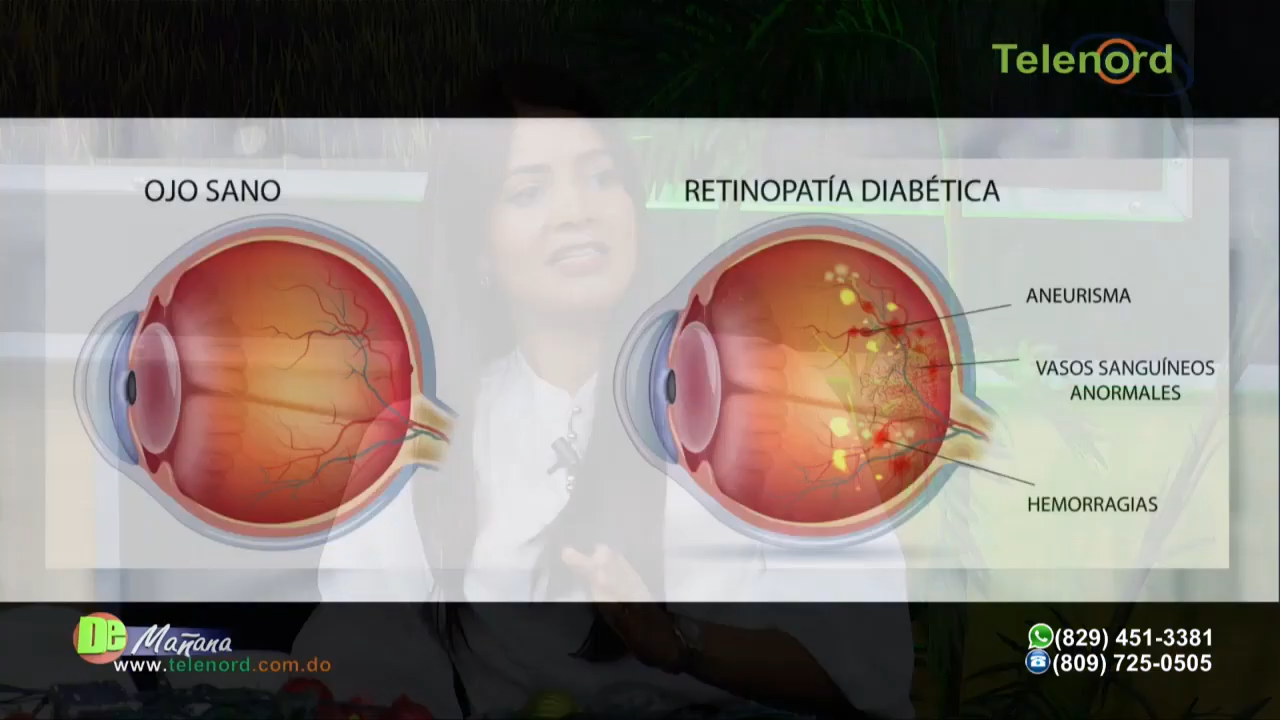 Telenord
OJO SANO
RETINOPATÍA DIABÉTICA
ANEURISMA
VASOS SANGUÍNEOS
ANORMALES
HEMORRAGIAS
De Mañana
www.telenord.com.do
(829) 451-3381
(809) 725-0505